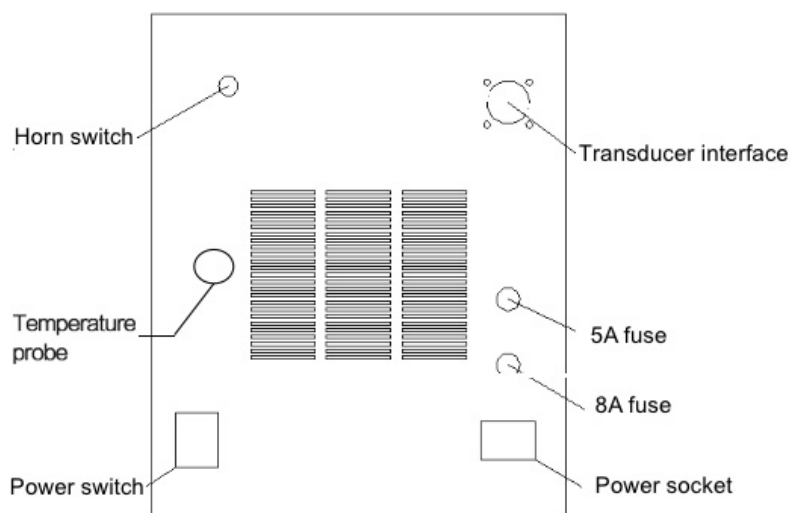 Horn switch
Transducer interface
Temperature
probe
5A fuse
8A fuse
Power switch
Power socket